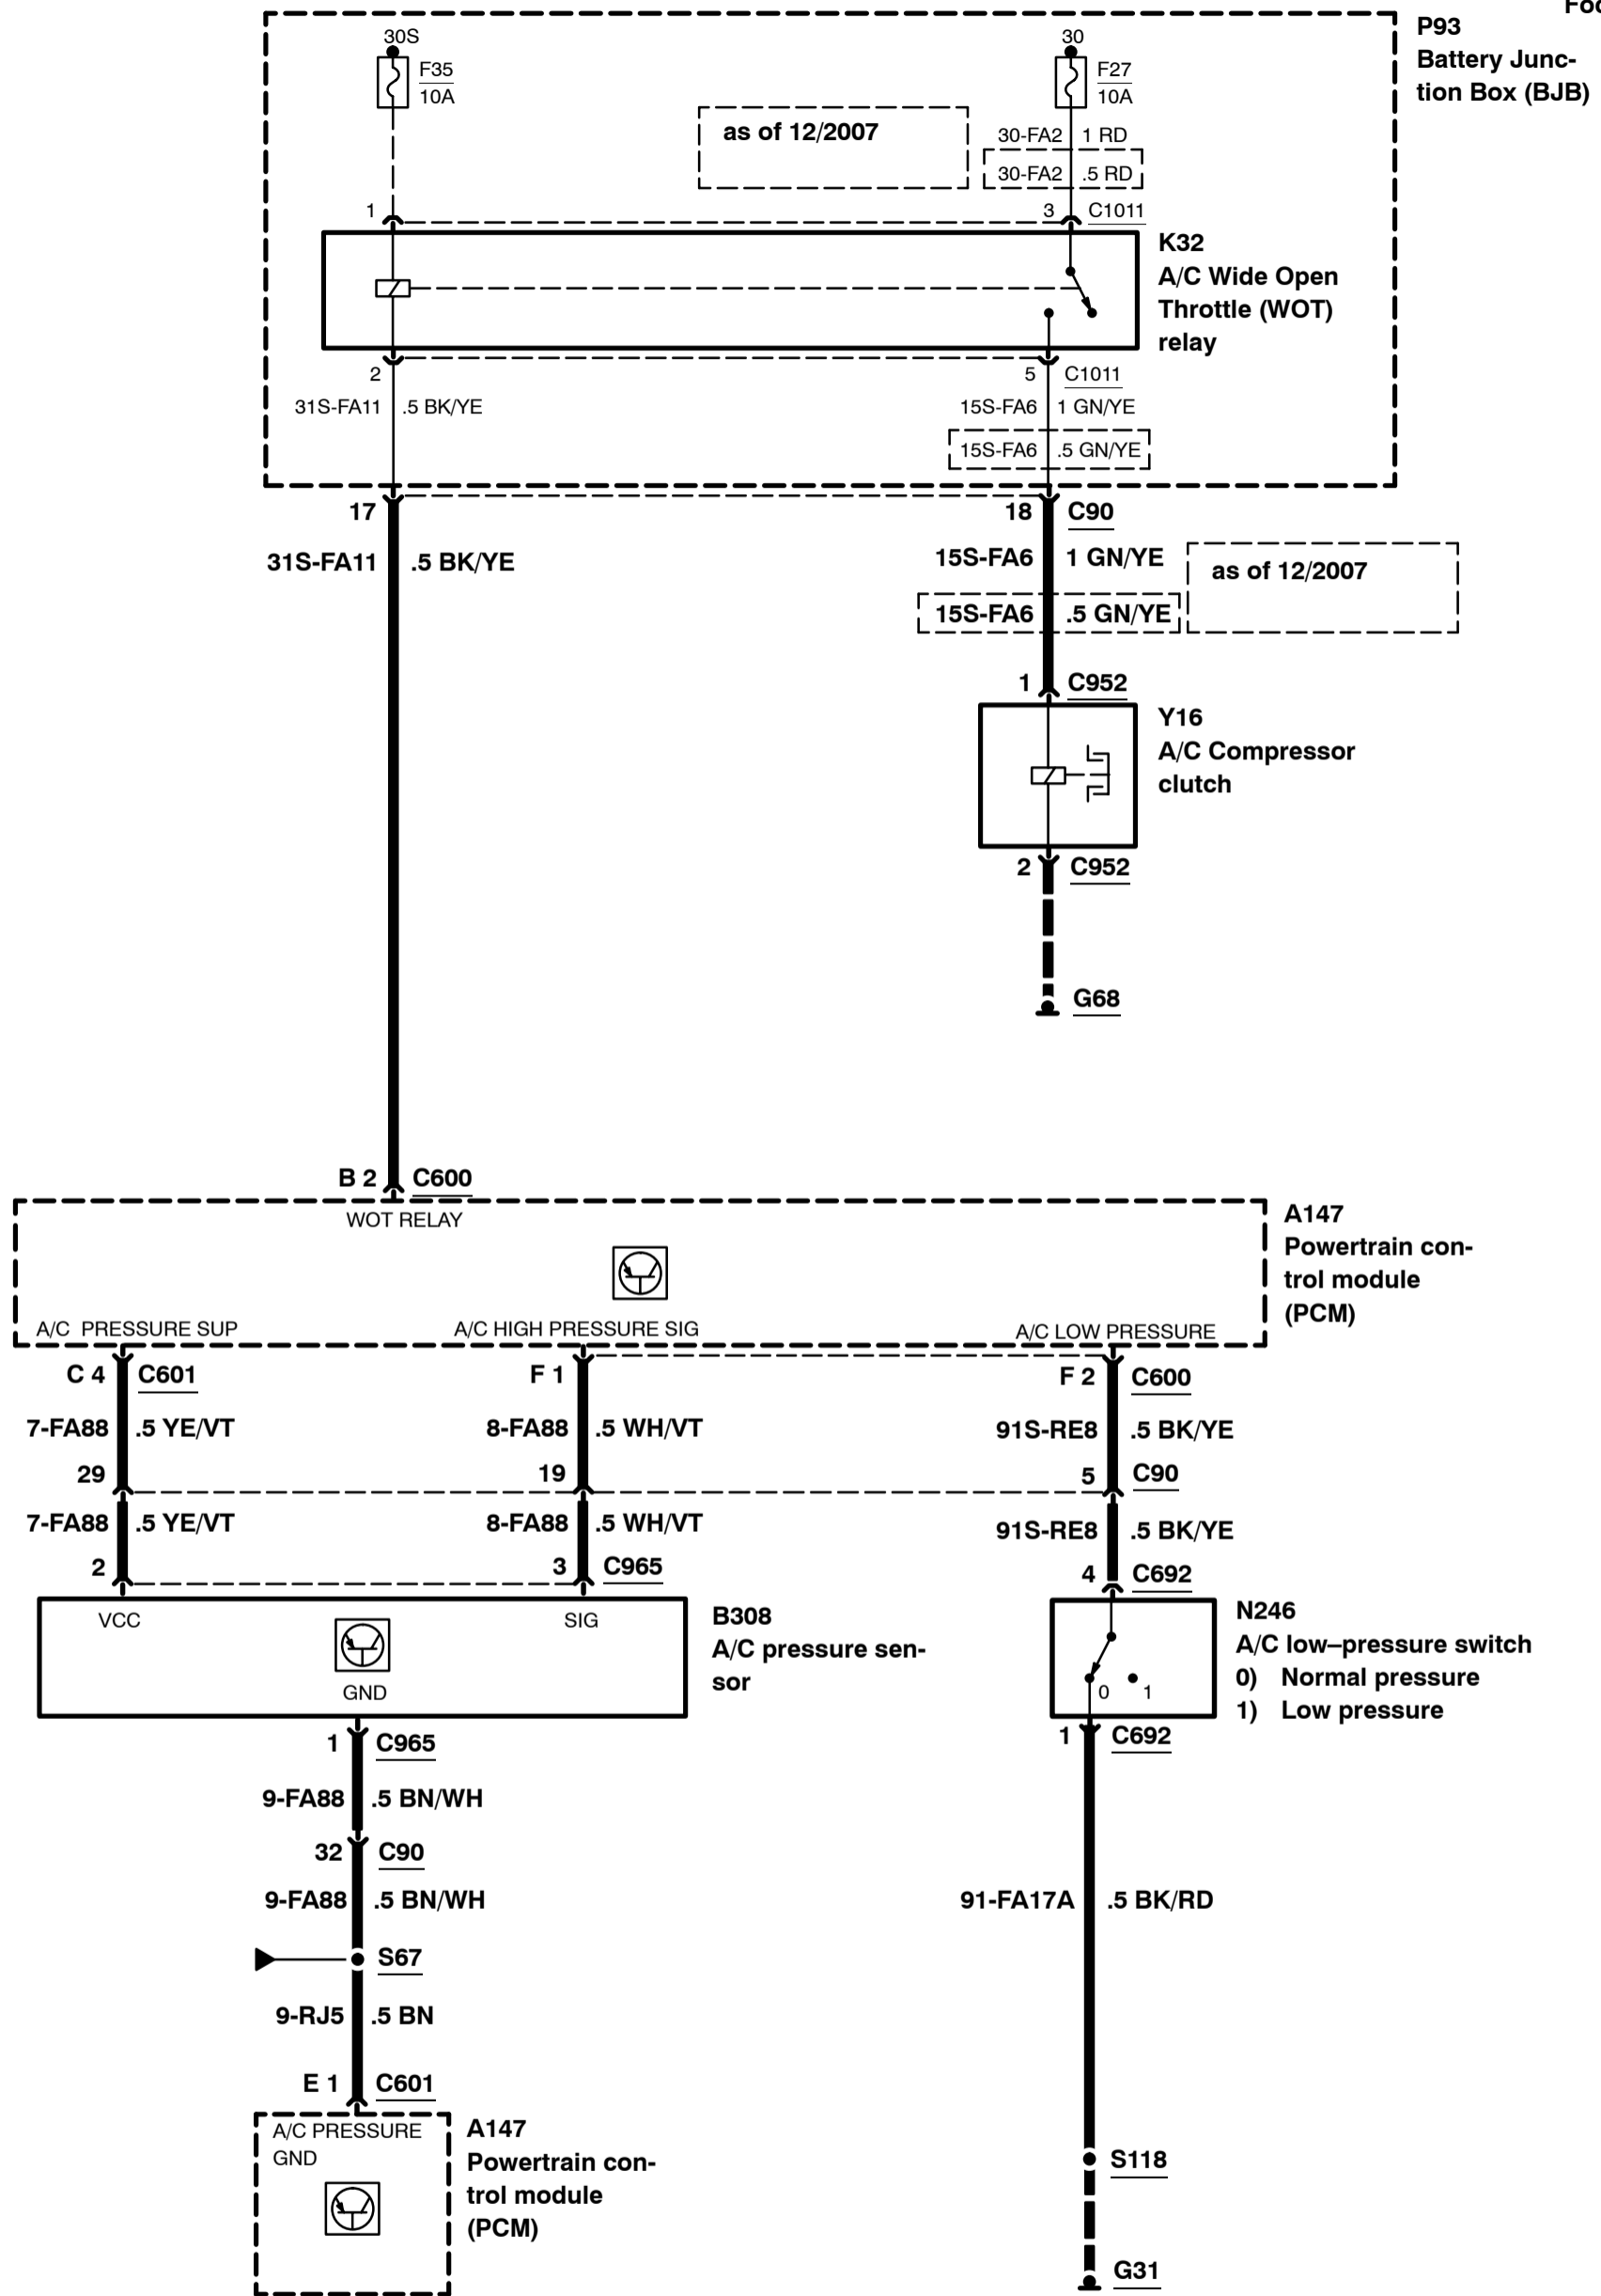 P93
Battery Junc-
tion Box (BJB)
30S
F35
10A
30
F27
10A
as of 12/2007
30-FA2 1 RD
30-FA2 .5 RD
1
3 C1011
K32
A/C Wide Open
Throttle (WOT)
relay
2
5 C1011
31S-FA11 .5 BK/YE
15S-FA6 1 GN/YE
15S-FA6 .5 GN/YE
17
18 C90
31S-FA11 .5 BK/YE
15S-FA6 1 GN/YE
as of 12/2007
15S-FA6 .5 GN/YE
1 C952
Y16
A/C Compressor
clutch
2 C952
G68
B 2 C600
WOT RELAY
A147
Powertrain con-
trol module
(PCM)
A/C PRESSURE SUP
A/C HIGH PRESSURE SIG
A/C LOW PRESSURE
C 4 C601
F 1
F 2 C600
7-FA88 .5 YE/VT
8-FA88 .5 WH/VT
91S-RE8 .5 BK/YE
29
19
5 C90
7-FA88 .5 YE/VT
8-FA88 .5 WH/VT
91S-RE8 .5 BK/YE
2
3 C965
4 C692
VCC
SIG
GND
B308
A/C pressure sen-
sor
0 1
N246
A/C low–pressure switch
0) Normal pressure
1) Low pressure
1 C965
1 C692
9-FA88 .5 BN/WH
32 C90
9-FA88 .5 BN/WH
91-FA17A .5 BK/RD
S67
9-RJ5 .5 BN
E 1 C601
A/C PRESSURE
GND
A147
Powertrain con-
trol module
(PCM)
S118
G31